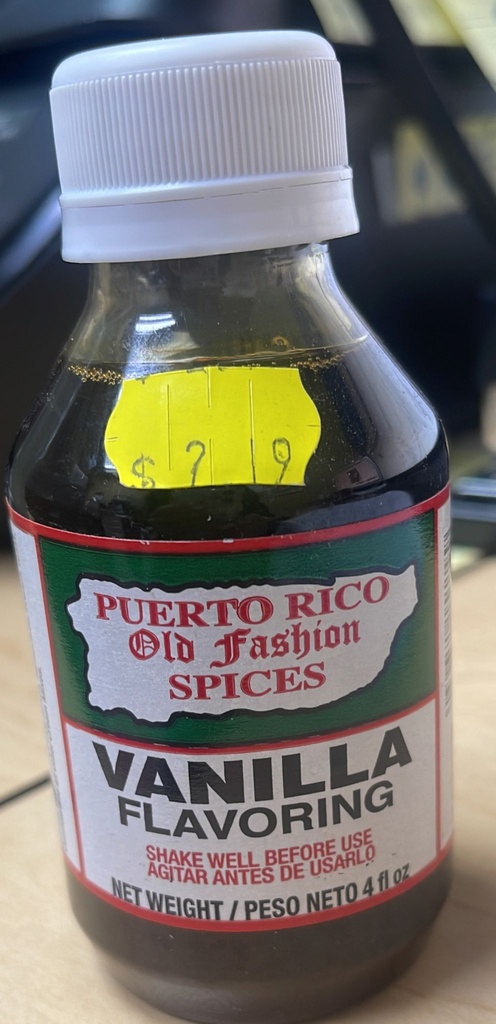 $ 2 19
PUERTO RICO
Old Fashion
SPICES
VANILLA
FLAVORING
SHAKE WELL BEFORE USE
AGITAR ANTES DE USARLO
NET WEIGHT / PESO NETO 4 fl oz